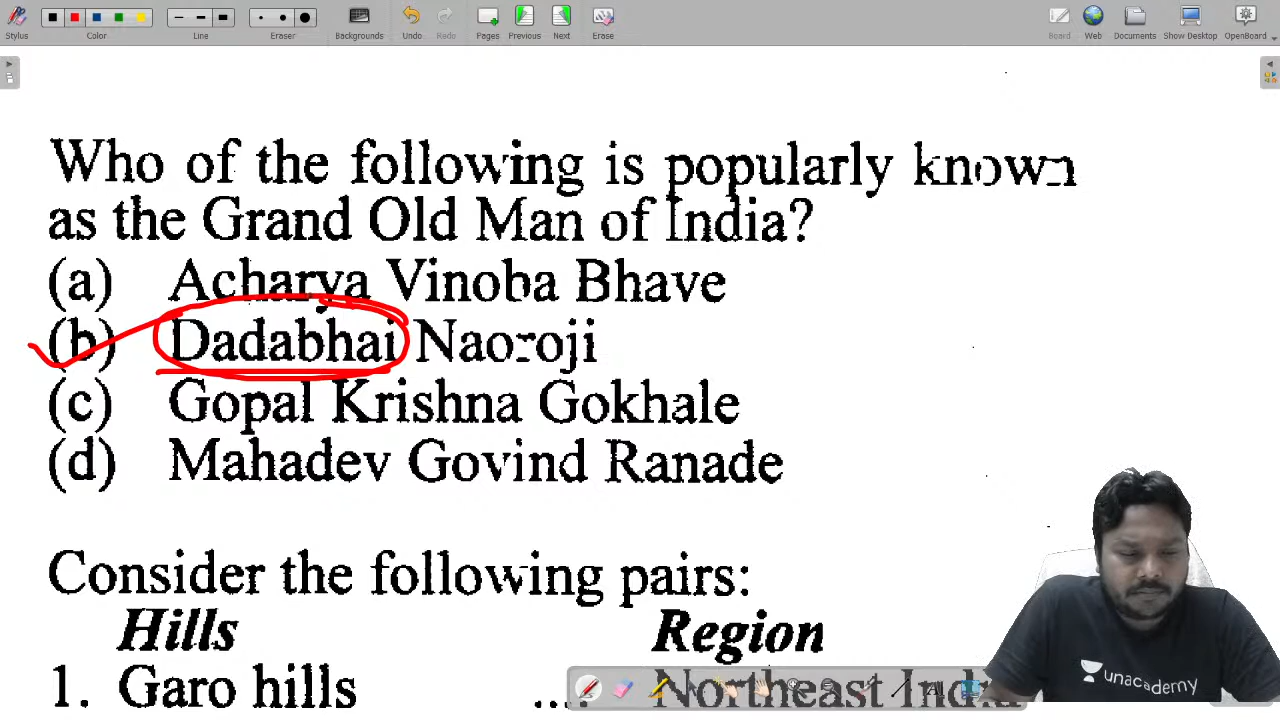 Stylus
Color
Line
Eraser
Backgrounds
Undo
Redo
Pages
Previous
Next
Erase
Board
Web
Documents
Show Desktop
OpenBoard
Who of the following is popularly known
as the Grand Old Man of India?
(a) Acharya Vinoba Bhave
(b) Dadabhai Naoroji
(c) Gopal Krishna Gokhale
(d) Mahadev Govind Ranade
Consider the following pairs:
Hills Region
1. Garo hills .... Northeast India
unacademy